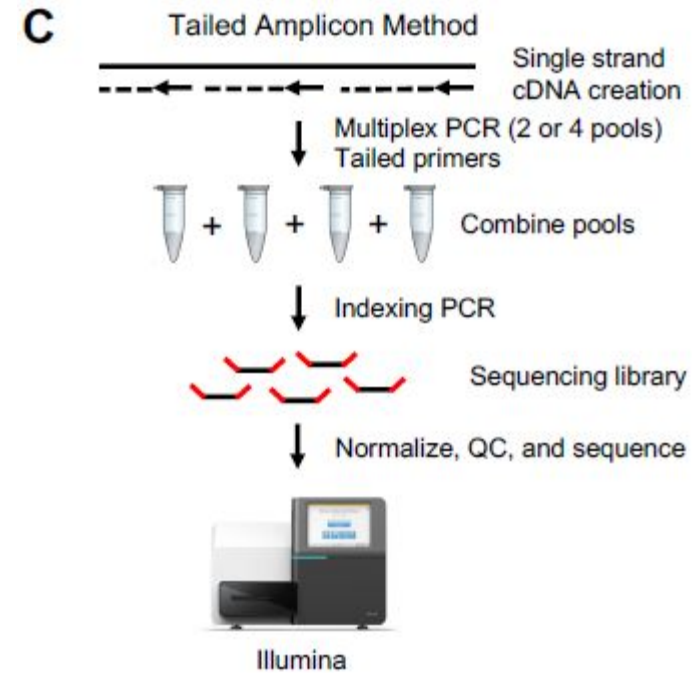 C
Tailed Amplicon Method
Single strand
cDNA creation
Multiplex PCR (2 or 4 pools)
Tailed primers
+ + +
Combine pools
Indexing PCR
Sequencing library
Normalize, QC, and sequence
Illumina